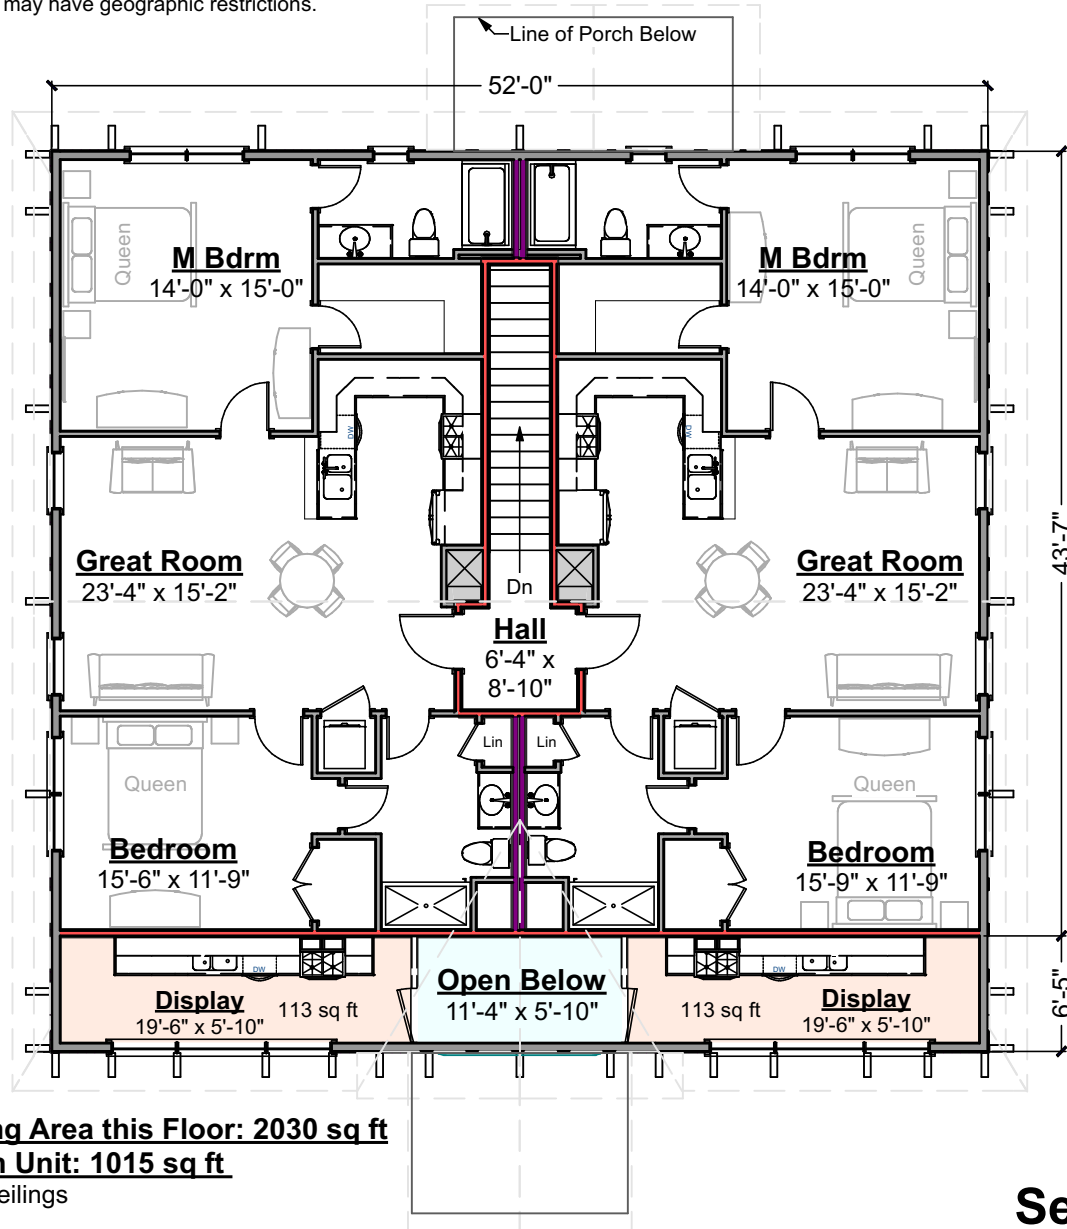 may have geographic restrictions.
Line of Porch Below
52'-0"
Queen
M Bdrm
14'-0" x 15'-0"
M Bdrm
14'-0" x 15'-0"
Queen
DW
DW
43'-7"
Great Room
23'-4" x 15'-2"
Great Room
23'-4" x 15'-2"
Dn
Hall
6'-4" x
8'-10"
Lin
Lin
Queen
Queen
Bedroom
15'-6" x 11'-9"
Bedroom
15'-9" x 11'-9"
DW
DW
Display
19'-6" x 5'-10"
113 sq ft
Open Below
11'-4" x 5'-10"
113 sq ft
Display
19'-6" x 5'-10"
6'-5"
ng Area this Floor: 2030 sq ft
Unit: 1015 sq ft
eilings
Se